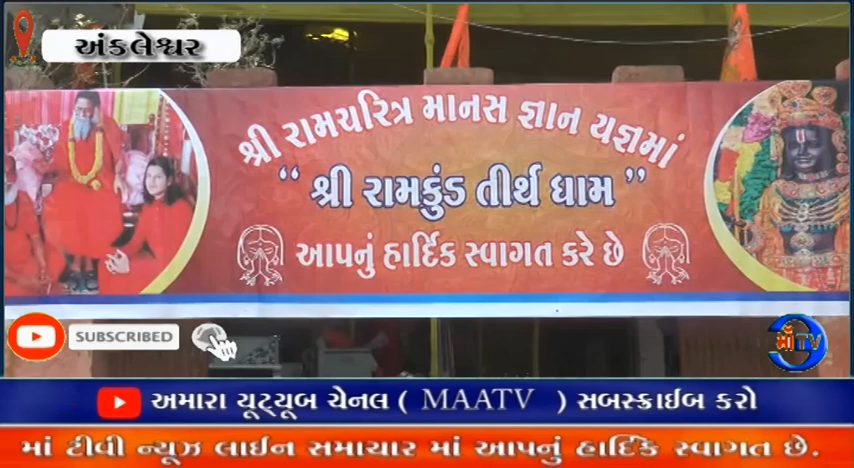 અંકલેશ્વર
શ્રી રામચરિત્ર માનસ જ્ઞાન યજ્ઞમાં
“ શ્રી રામકુંડ તીર્થ ધામ ”
આપનું હાર્દિક સ્વાગત કરે છે
SUBSCRIBED
માઁ TV
અમારા યૂટ્યૂબ ચેનલ ( MAATV ) સબસ્ક્રાઈબ કરો
માં ટીવી ન્યૂઝ લાઈન સમાચાર માં આપનું હાર્દિક સ્વાગત છે.